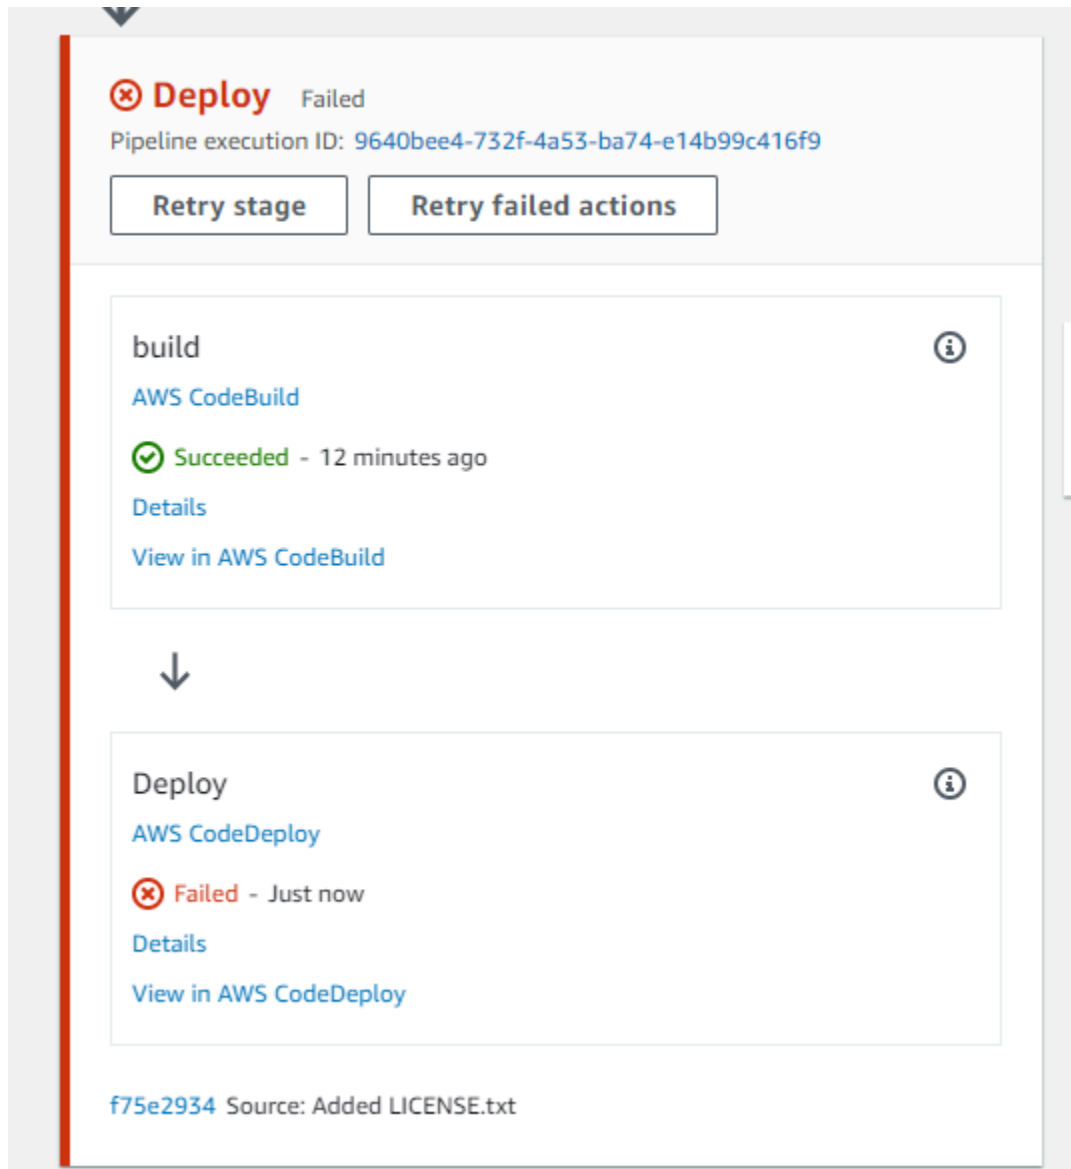 Deploy Failed
Pipeline execution ID: 9640bee4-732f-4a53-ba74-e14b99c416f9
Retry stage Retry failed actions
build
AWS CodeBuild
Succeeded - 12 minutes ago
Details
View in AWS CodeBuild
Deploy
AWS CodeDeploy
Failed - Just now
Details
View in AWS CodeDeploy
f75e2934 Source: Added LICENSE.txt